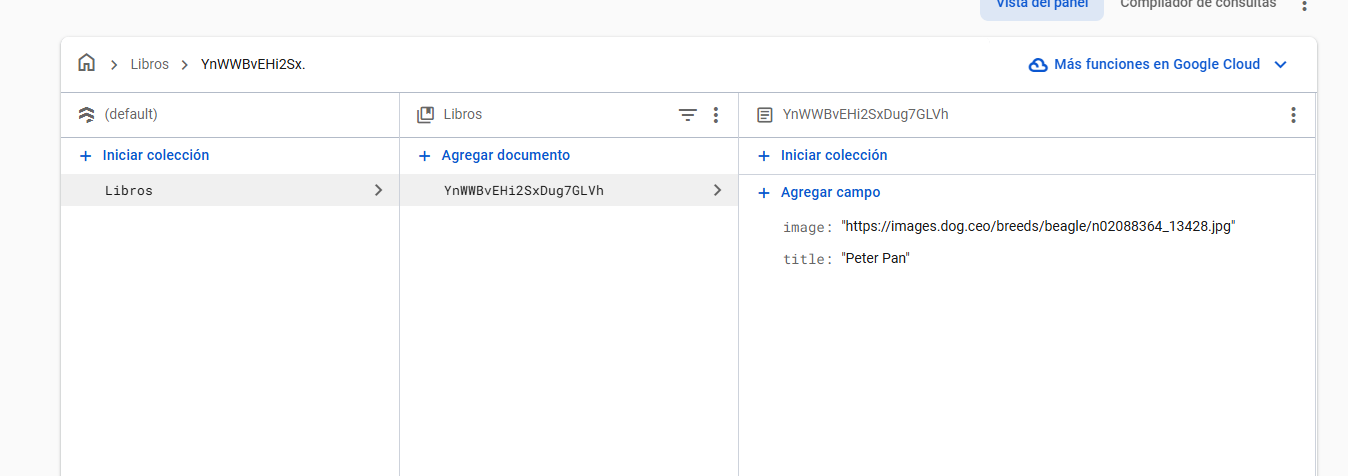 Vista del panel Compilador de consultas
Libros YnWWBvEHi2Sx. Más funciones en Google Cloud
(default) Libros YnWWBvEHi2SxDug7GLVh
+ Iniciar colección + Agregar documento + Iniciar colección
Libros YnWWBvEHi2SxDug7GLVh
+ Agregar campo
image: "https://images.dog.ceo/breeds/beagle/n02088364_13428.jpg"
title: "Peter Pan"